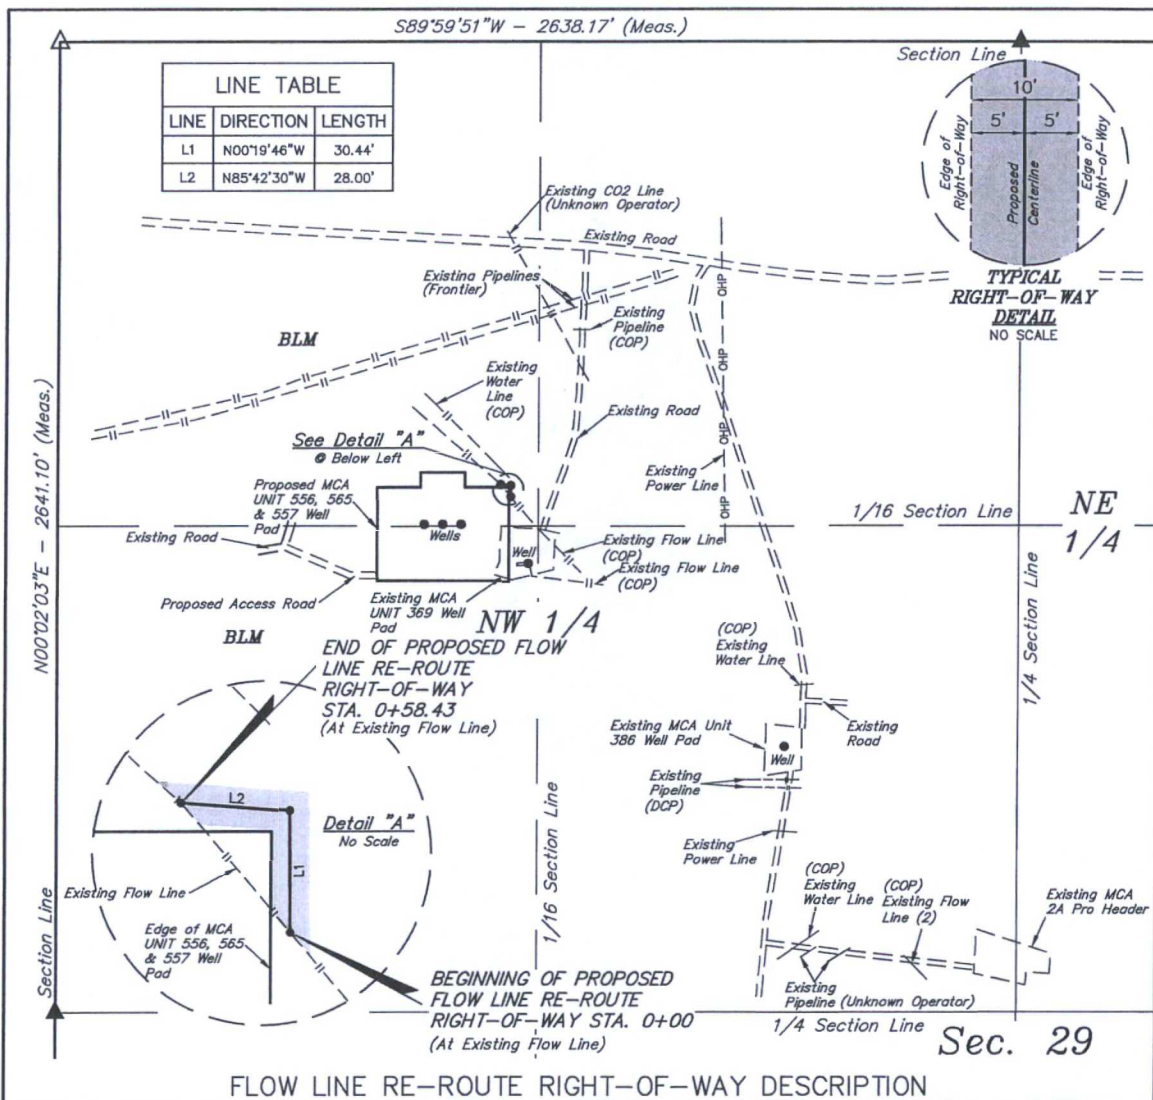 S89°59'51"W - 2638.17' (Meas.)
LINE TABLE
LINE DIRECTION LENGTH
L1 N00°19'46"W 30.44'
L2 N85°42'30"W 28.00'
Section Line
10'
5' 5'
Edge of
Right-of-Way
Proposed
Centerline
Edge of
Right-of-Way
TYPICAL
RIGHT-OF-WAY
DETAIL
NO SCALE
Existing CO2 Line
(Unknown Operator)
Existing Road
Existing Pipelines
(Frontier)
Existing
Pipeline
(COP)
OHP
OHP
OHP
OHP
BLM
Existing
Water
Line
(COP)
Existing Road
N00°02'03"E - 2641.10' (Meas.)
See Detail "A"
@ Below Left
Existing
Power Line
Proposed MCA
UNIT 556, 565
& 557 Well
Pad
Wells
1/16 Section Line
NE
1/4
Existing Road
Well
Existing Flow Line
(COP)
Existing Flow Line
(COP)
Proposed Access Road
Existing MCA
UNIT 369 Well
Pad
NW 1/4
BLM
1/4 Section Line
(COP)
Existing
Water Line
END OF PROPOSED FLOW
LINE RE-ROUTE
RIGHT-OF-WAY
STA. 0+58.43
(At Existing Flow Line)
Existing MCA Unit
386 Well Pad
Existing
Road
Well
Existing
Pipeline
(DCP)
L2
L1
Detail "A"
No Scale
1/16 Section Line
Existing
Power Line
Existing Flow Line
(COP)
Existing
Water Line
(COP)
Existing Flow
Line (2)
Existing MCA
2A Pro Header
Edge of MCA
UNIT 556, 565
& 557 Well
Pad
Section Line
BEGINNING OF PROPOSED
FLOW LINE RE-ROUTE
RIGHT-OF-WAY STA. 0+00
(At Existing Flow Line)
Existing
Pipeline (Unknown Operator)
1/4 Section Line
Sec. 29
FLOW LINE RE-ROUTE RIGHT-OF-WAY DESCRIPTION